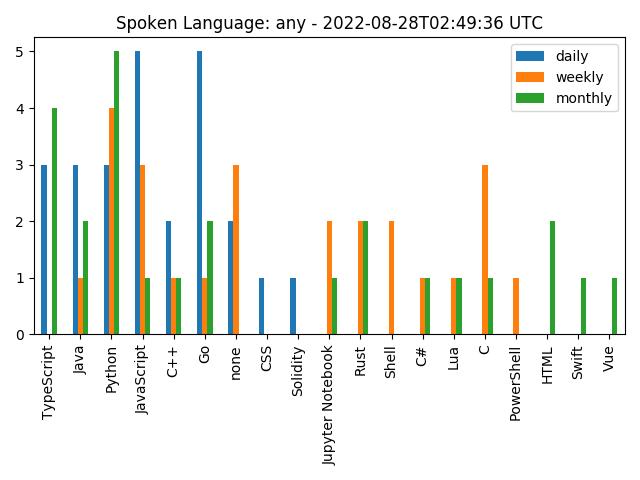 Spoken Language: any - 2022-08-28T02:49:36 UTC
daily
weekly
monthly
5
4
3
2
1
0
TypeScript
Java
Python
JavaScript
C++
Go
none
CSS
Solidity
Jupyter Notebook
Rust
Shell
C#
Lua
C
PowerShell
HTML
Swift
Vue